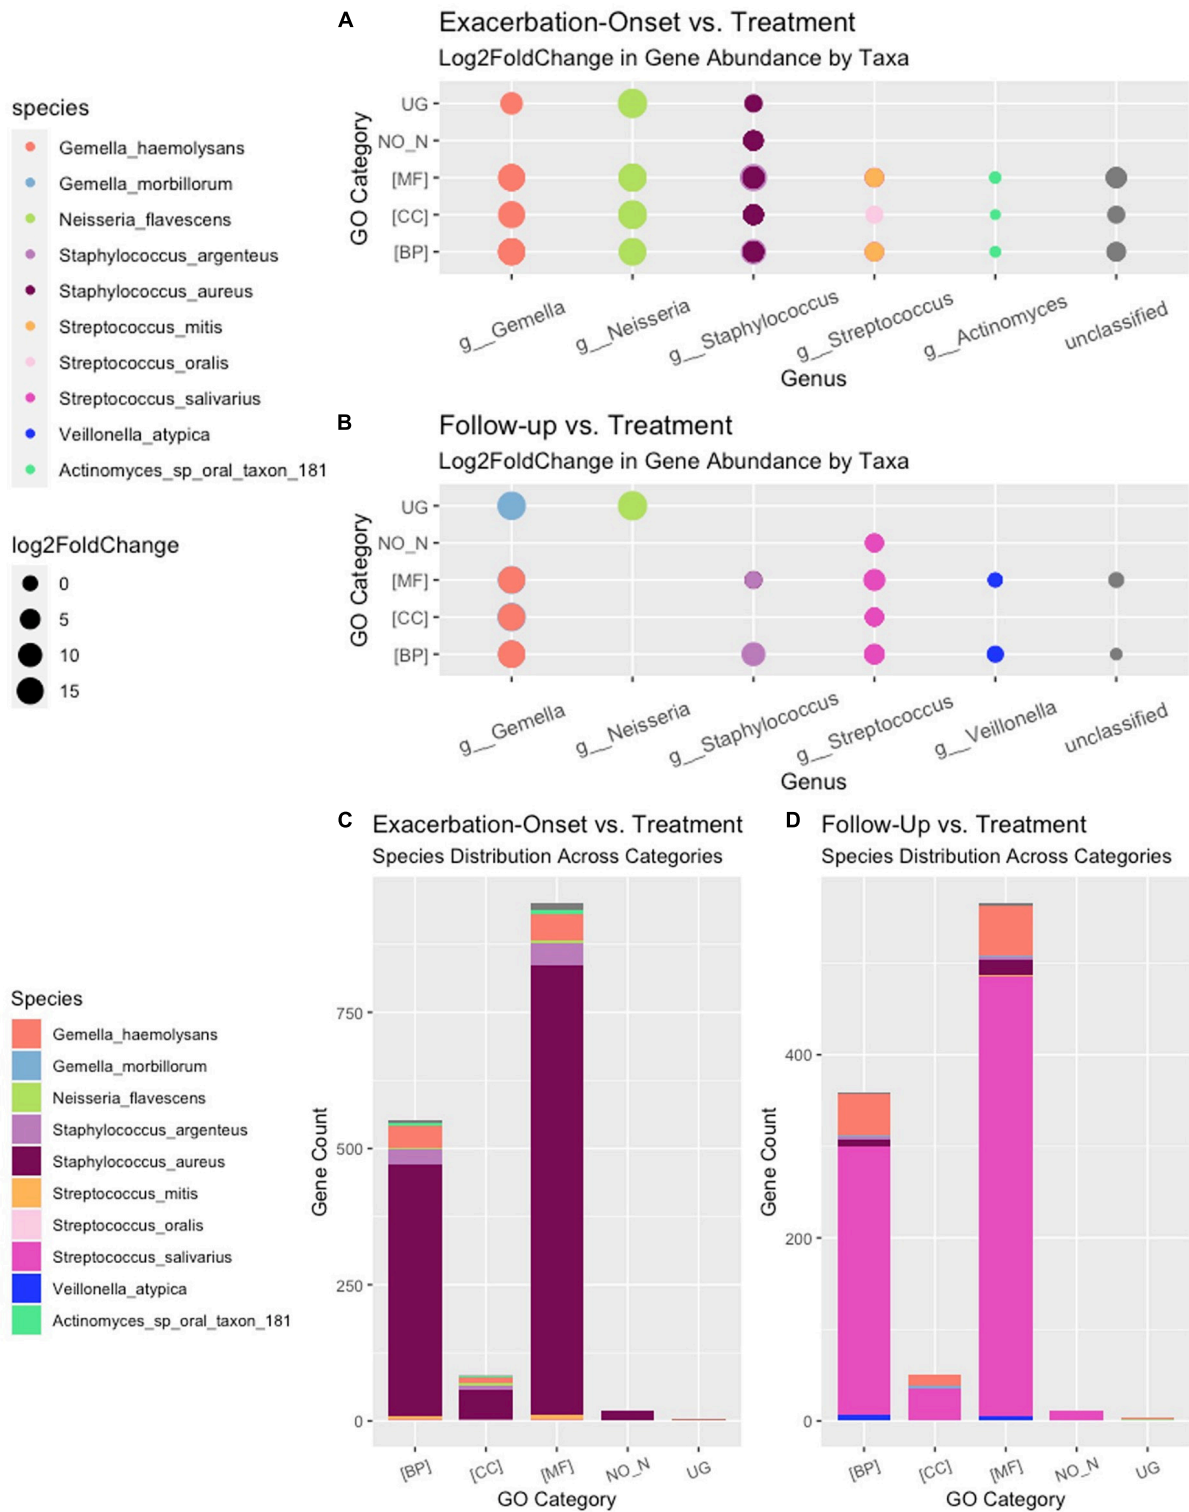 A
Exacerbation-Onset vs. Treatment
Log2FoldChange in Gene Abundance by Taxa
GO Category
UG
NO_N
[MF]
[CC]
[BP]
g__Gemella
g__Neisseria
g__Staphylococcus
g__Streptococcus
g__Actinomyces
unclassified
Genus
species
Gemella_haemolysans
Gemella_morbillorum
Neisseria_flavescens
Staphylococcus_argenteus
Staphylococcus_aureus
Streptococcus_mitis
Streptococcus_oralis
Streptococcus_salivarius
Veillonella_atypica
Actinomyces_sp_oral_taxon_181
log2FoldChange
0
5
10
15
B
Follow-up vs. Treatment
Log2FoldChange in Gene Abundance by Taxa
GO Category
UG
NO_N
[MF]
[CC]
[BP]
g__Gemella
g__Neisseria
g__Staphylococcus
g__Streptococcus
g__Veillonella
unclassified
Genus
C
Exacerbation-Onset vs. Treatment
Species Distribution Across Categories
Gene Count
750
500
250
0
[BP]
[CC]
[MF]
NO_N
UG
GO Category
D
Follow-Up vs. Treatment
Species Distribution Across Categories
Gene Count
400
200
0
[BP]
[CC]
[MF]
NO_N
UG
GO Category
Species
Gemella_haemolysans
Gemella_morbillorum
Neisseria_flavescens
Staphylococcus_argenteus
Staphylococcus_aureus
Streptococcus_mitis
Streptococcus_oralis
Streptococcus_salivarius
Veillonella_atypica
Actinomyces_sp_oral_taxon_181